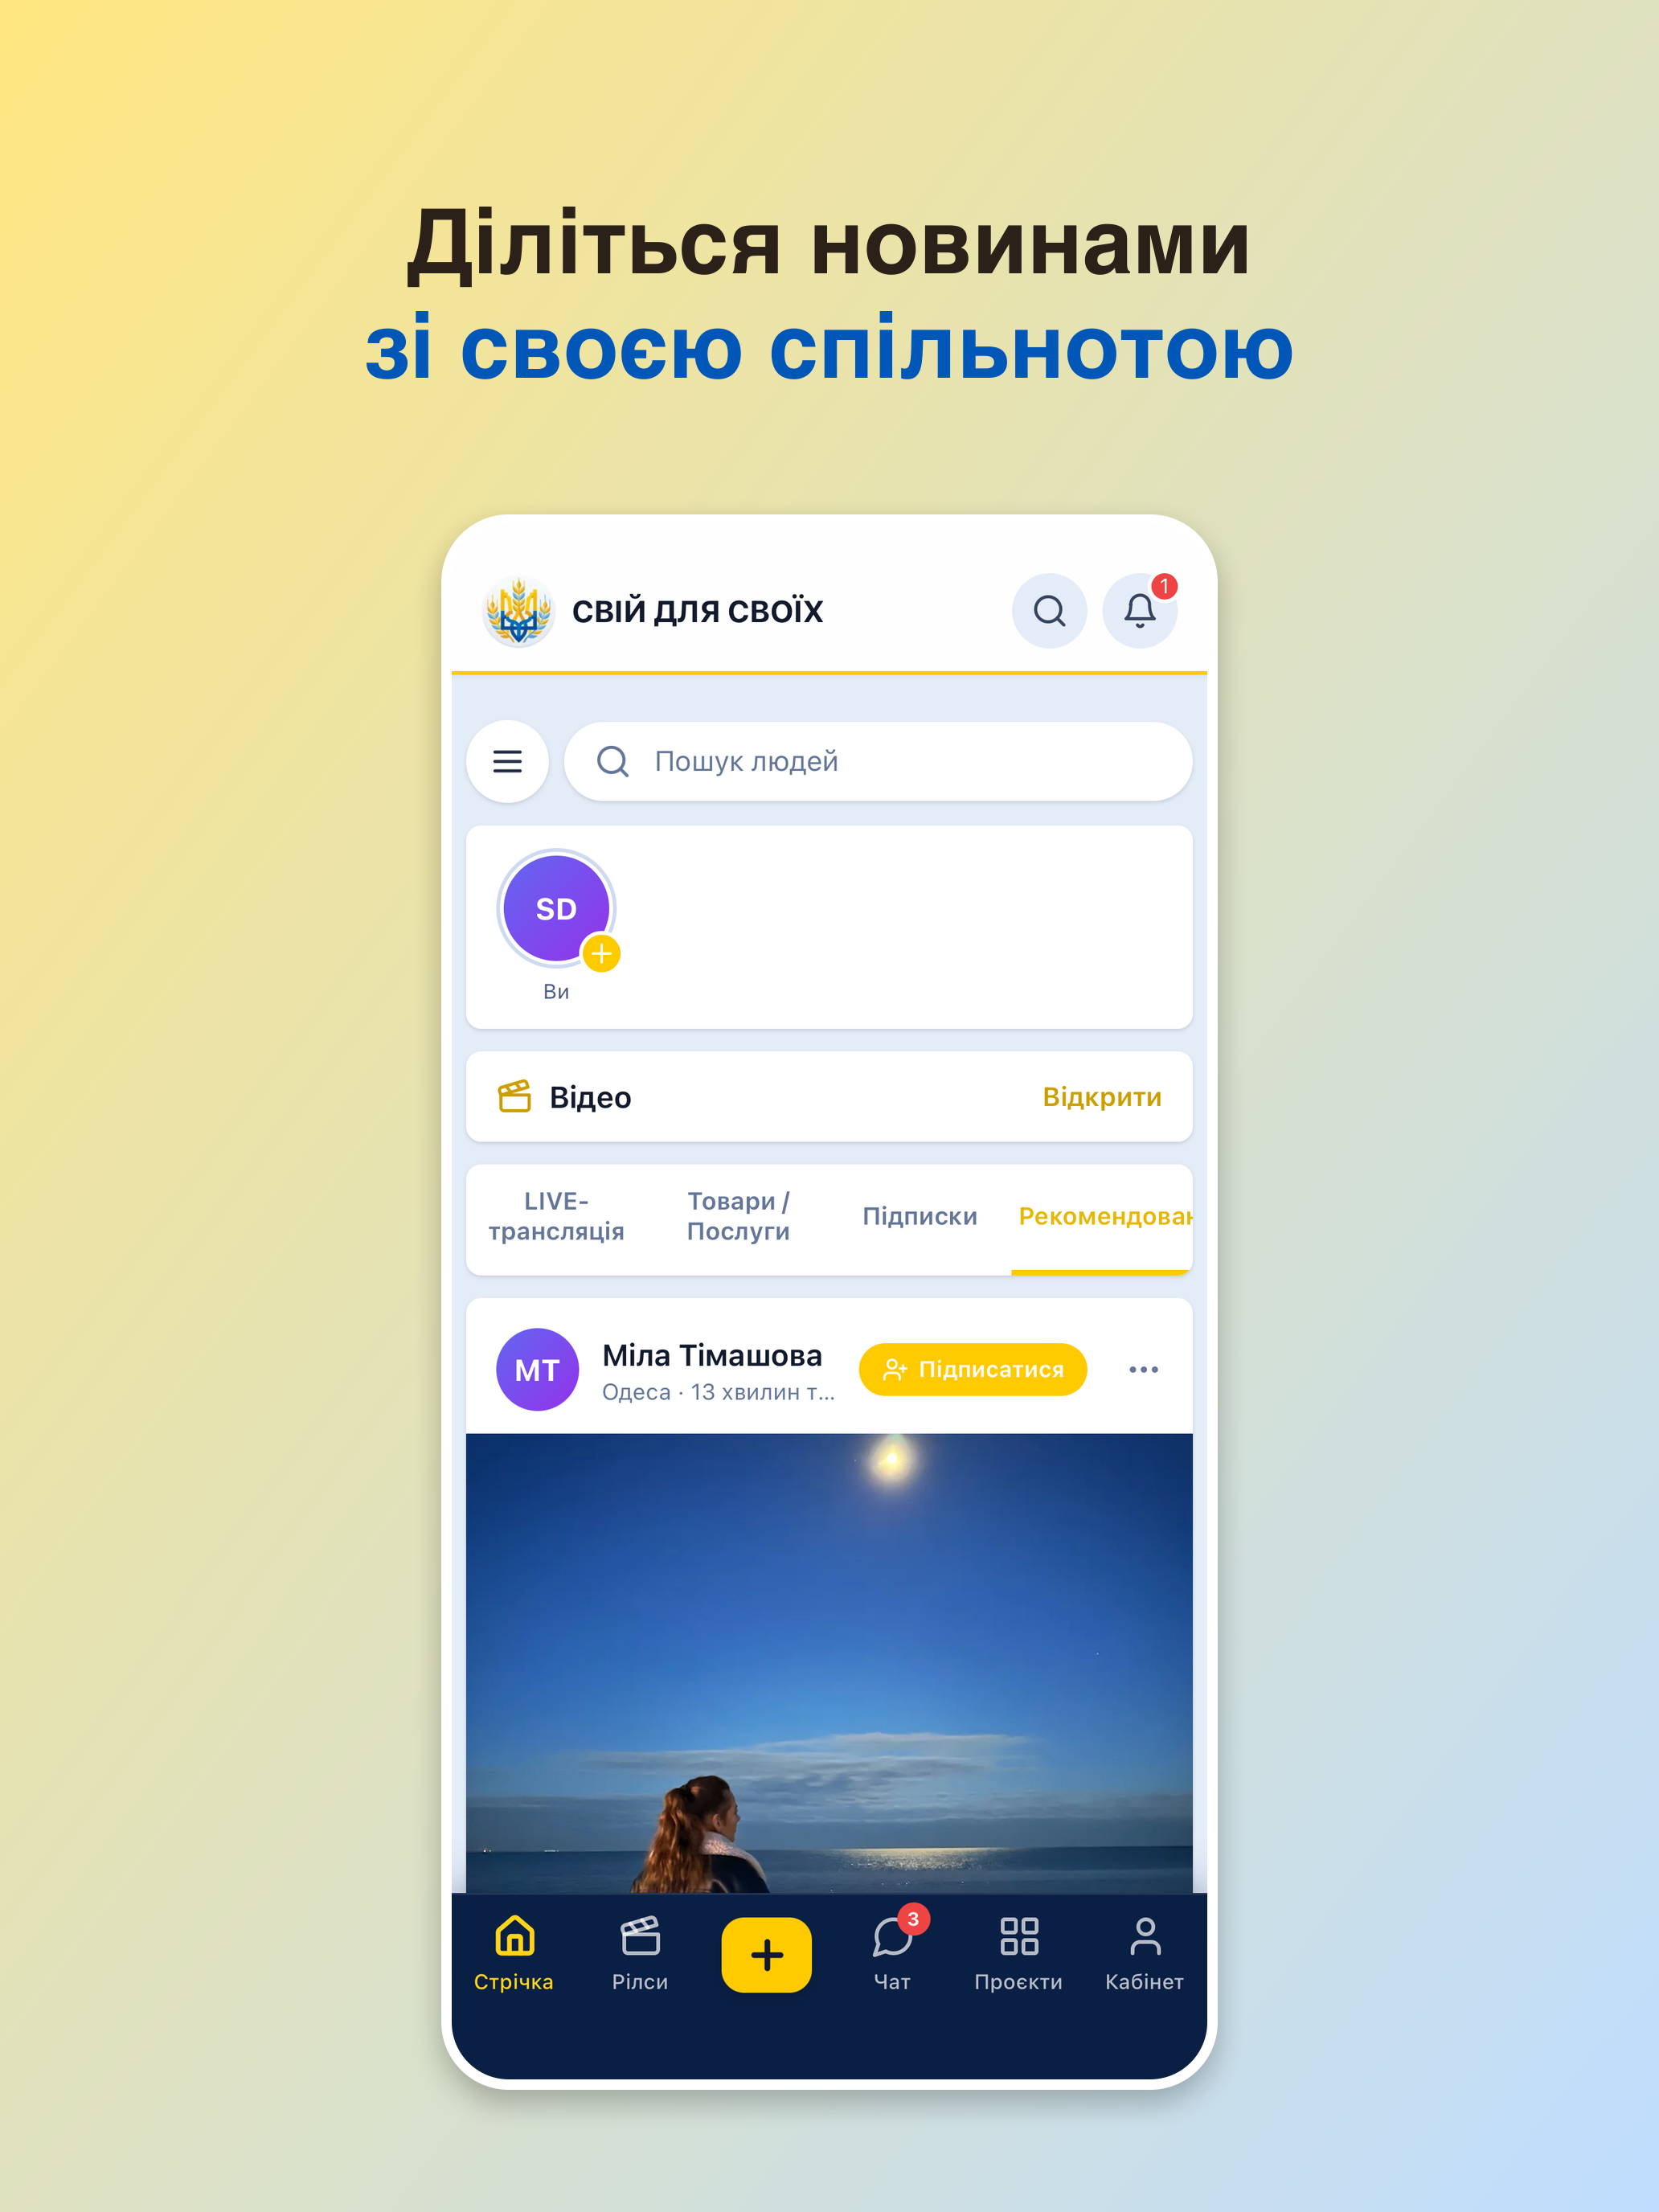 Діліться новинами
зі своєю спільнотою
СВІЙ ДЛЯ СВОЇХ
1
Пошук людей
SD
Ви
Відео
Відкрити
LIVE-
трансляція
Товари /
Послуги
Підписки
Рекомендован
МТ
Міла Тімашова
Одеса · 13 хвилин т...
Підписатися
3
Стрічка
Рілси
Чат
Проєкти
Кабінет